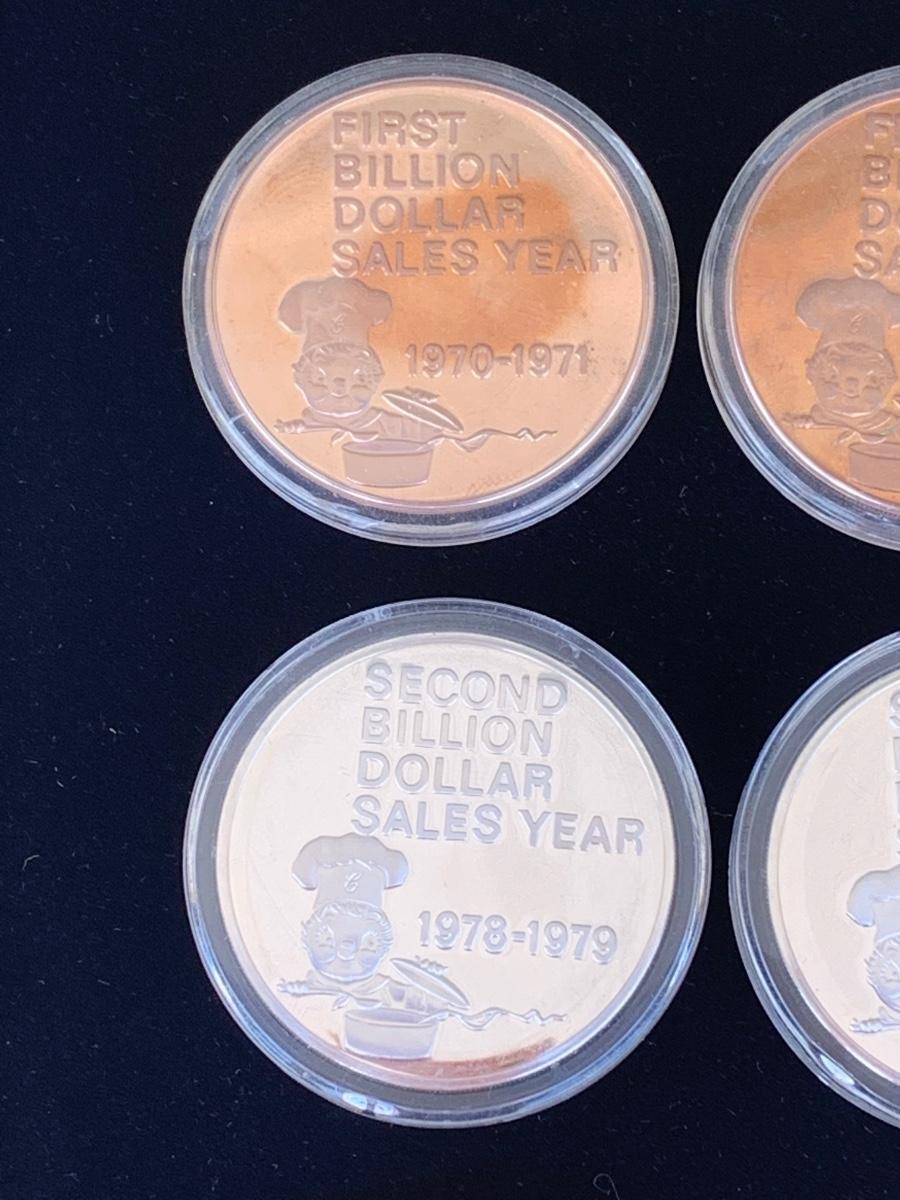 FIRST
BILLION
DOLLAR
SALES YEAR
1970-1971
C
SECOND
BILLION
DOLLAR
SALES YEAR
C
1978-1979